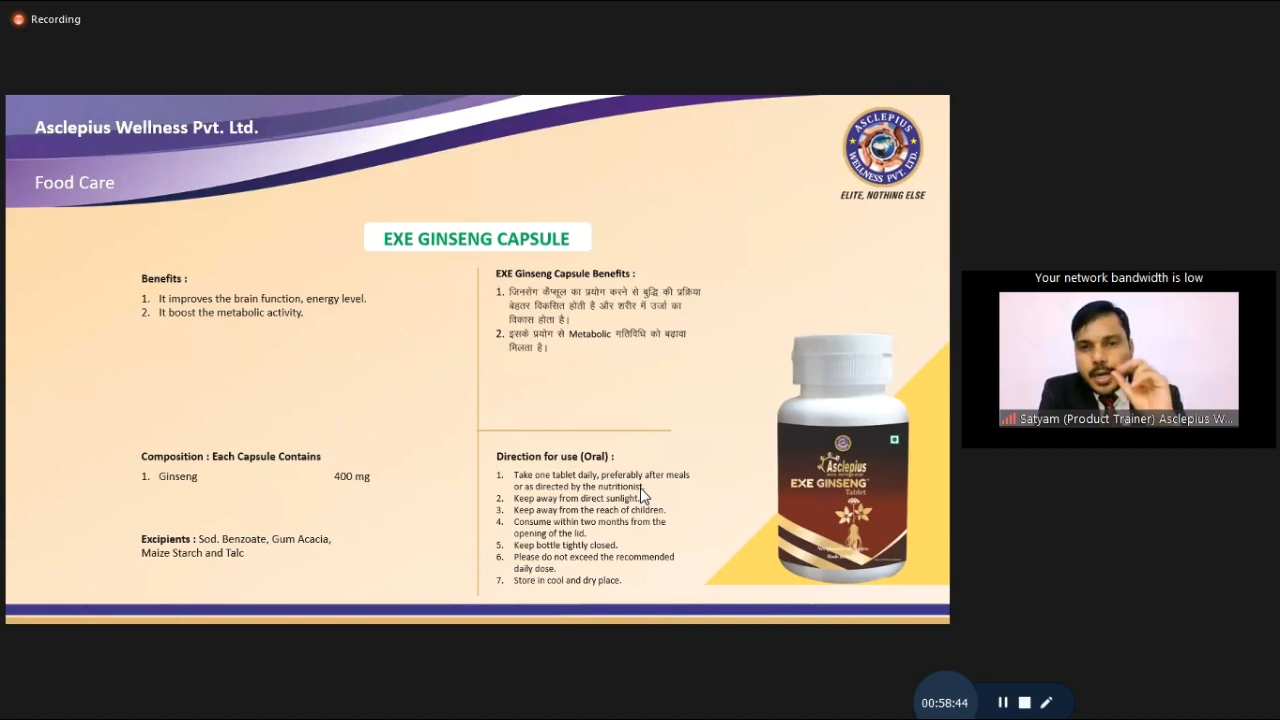 Recording
Asclepius Wellness Pvt. Ltd.
Food Care
ASCLEPIUS
WELLNESS PVT. LTD.
ELITE, NOTHING ELSE
EXE GINSENG CAPSULE
Benefits :
1. It improves the brain function, energy level.
2. It boost the metabolic activity.
EXE Ginseng Capsule Benefits :
1. जिनसेंग कैप्सूल का प्रयोग करने से बुद्धि की प्रक्रिया
बेहतर विकसित होती है और शरीर में उर्जा का
विकास होता है।
2. इसके प्रयोग से Metabolic गतिविधि को बढ़ावा
मिलता है।
Composition : Each Capsule Contains
1. Ginseng 400 mg
Excipients : Sod. Benzoate, Gum Acacia,
Maize Starch and Talc
Direction for use (Oral) :
1. Take one tablet daily, preferably after meals
or as directed by the nutritionist.
2. Keep away from direct sunlight.
3. Keep away from the reach of children.
4. Consume within two months from the
opening of the lid.
5. Keep bottle tightly closed.
6. Please do not exceed the recommended
daily dose.
7. Store in cool and dry place.
Asclepius
EXE GINSENG
Tablet
Your network bandwidth is low
Satyam (Product Trainer) Asclepius W...
00:58:44